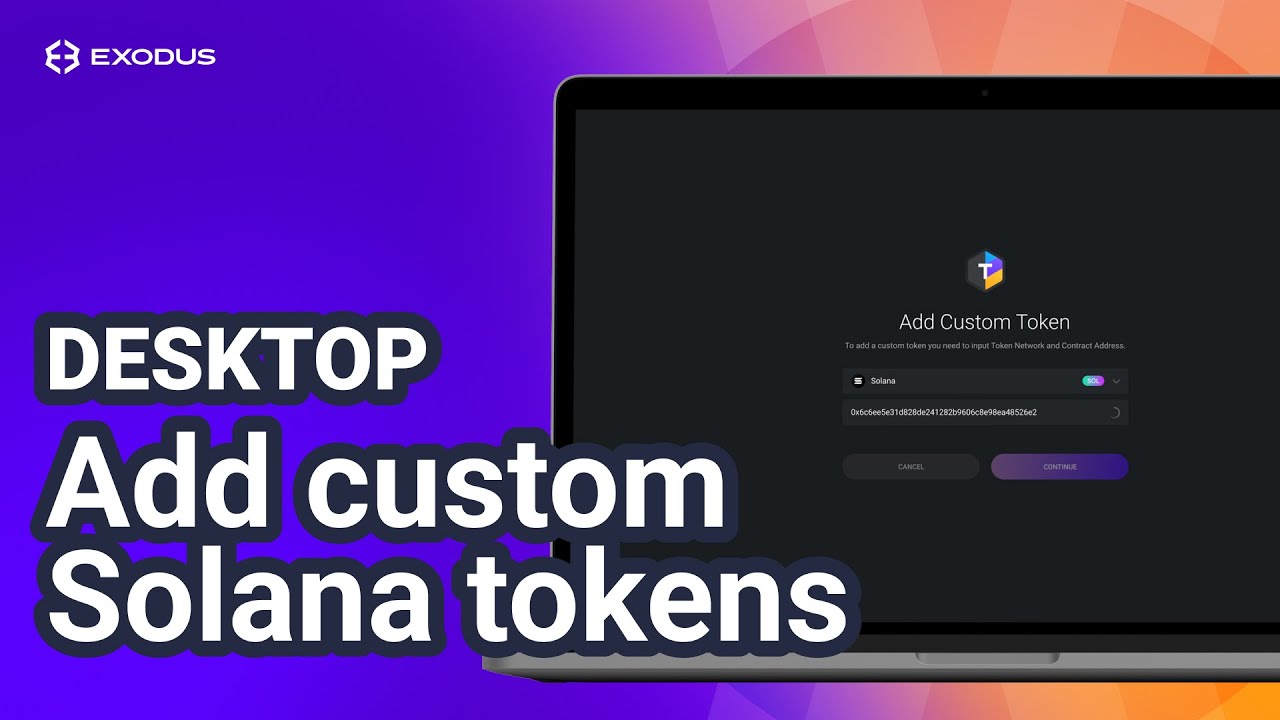 EXODUS
DESKTOP
Add custom
Solana tokens
T
Add Custom Token
To add a custom token you need to input Token Network and Contract Address.
Solana SOL
0x6c6ee5e31d828de241282b9606c8e98ea48526e2
CANCEL CONTINUE